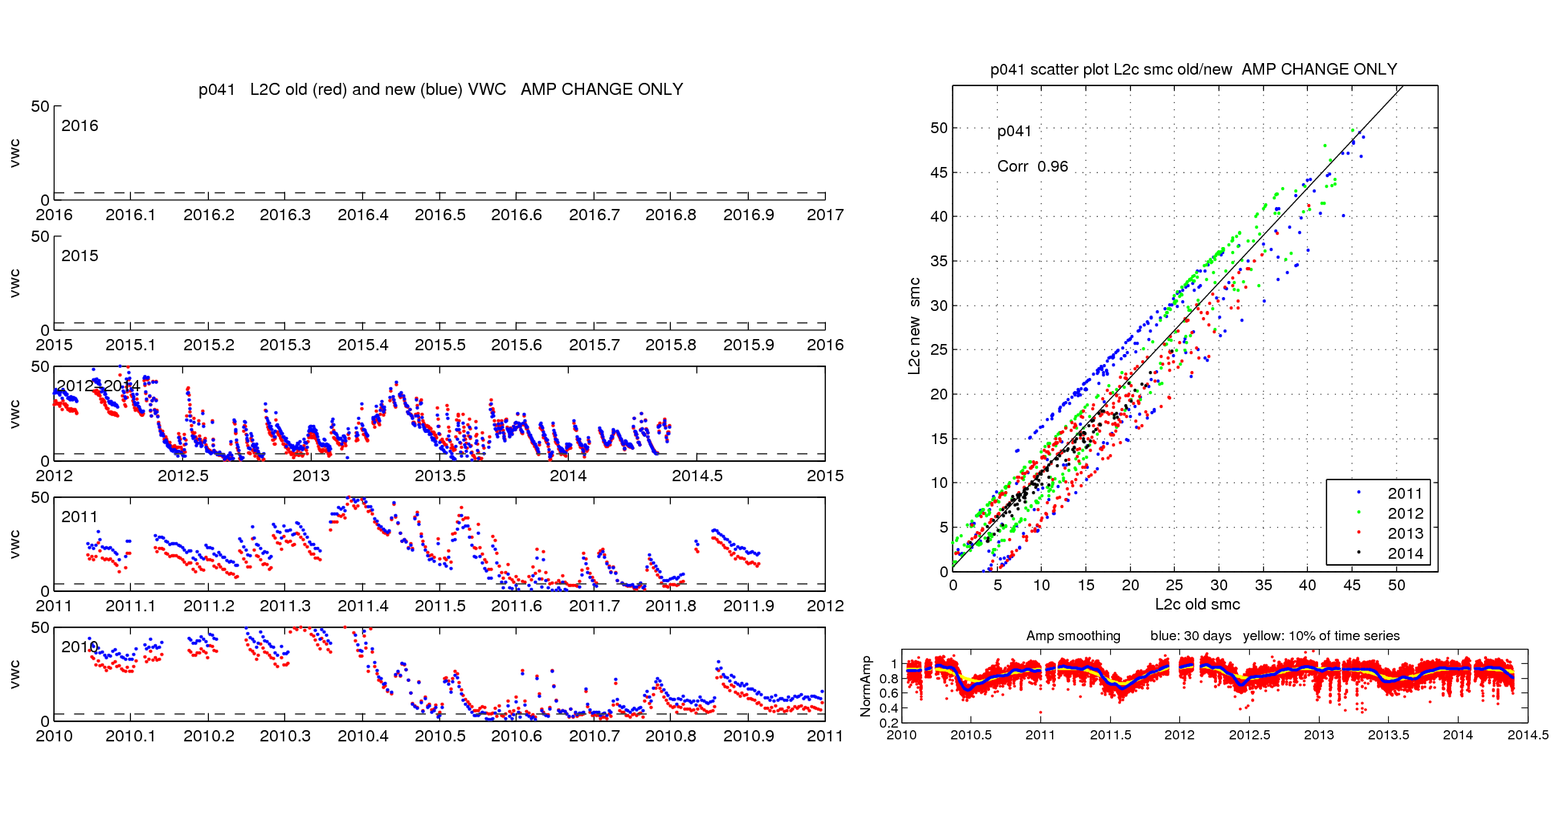 p041 L2C old (red) and new (blue) VWC AMP CHANGE ONLY
50
2016
vwc
0
2016 2016.1 2016.2 2016.3 2016.4 2016.5 2016.6 2016.7 2016.8 2016.9 2017
50
2015
vwc
0
2015 2015.1 2015.2 2015.3 2015.4 2015.5 2015.6 2015.7 2015.8 2015.9 2016
50
2012-2014
vwc
0
2012 2012.5 2013 2013.5 2014 2014.5 2015
50
2011
vwc
0
2011 2011.1 2011.2 2011.3 2011.4 2011.5 2011.6 2011.7 2011.8 2011.9 2012
50
2010
vwc
0
2010 2010.1 2010.2 2010.3 2010.4 2010.5 2010.6 2010.7 2010.8 2010.9 2011
p041 scatter plot L2c smc old/new AMP CHANGE ONLY
p041
Corr 0.96
50
45
40
35
30
25
20
15
10
5
0
L2c new smc
2011
2012
2013
2014
0 5 10 15 20 25 30 35 40 45 50
L2c old smc
Amp smoothing blue: 30 days yellow: 10% of time series
NormAmp
1
0.8
0.6
0.4
0.2
2010 2010.5 2011 2011.5 2012 2012.5 2013 2013.5 2014 2014.5